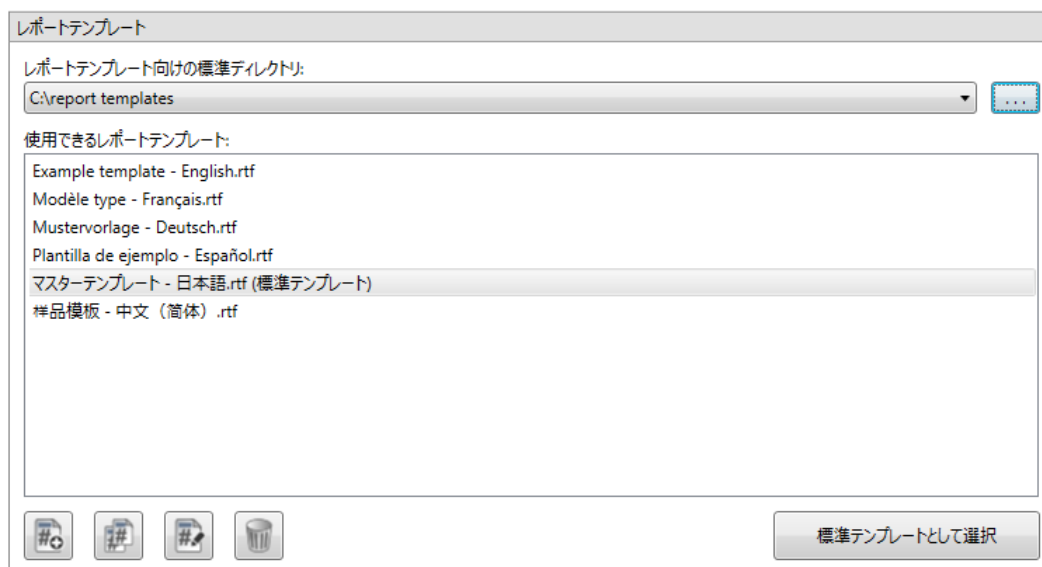 レポートテンプレート
レポートテンプレート向けの標準ディレクトリ:
C:\report templates
...
使用できるレポートテンプレート:
Example template - English.rtf
Modèle type - Français.rtf
Mustervorlage - Deutsch.rtf
Plantilla de ejemplo - Español.rtf
マスターテンプレート - 日本語.rtf (標準テンプレート)
样品模板 - 中文（简体）.rtf
標準テンプレートとして選択